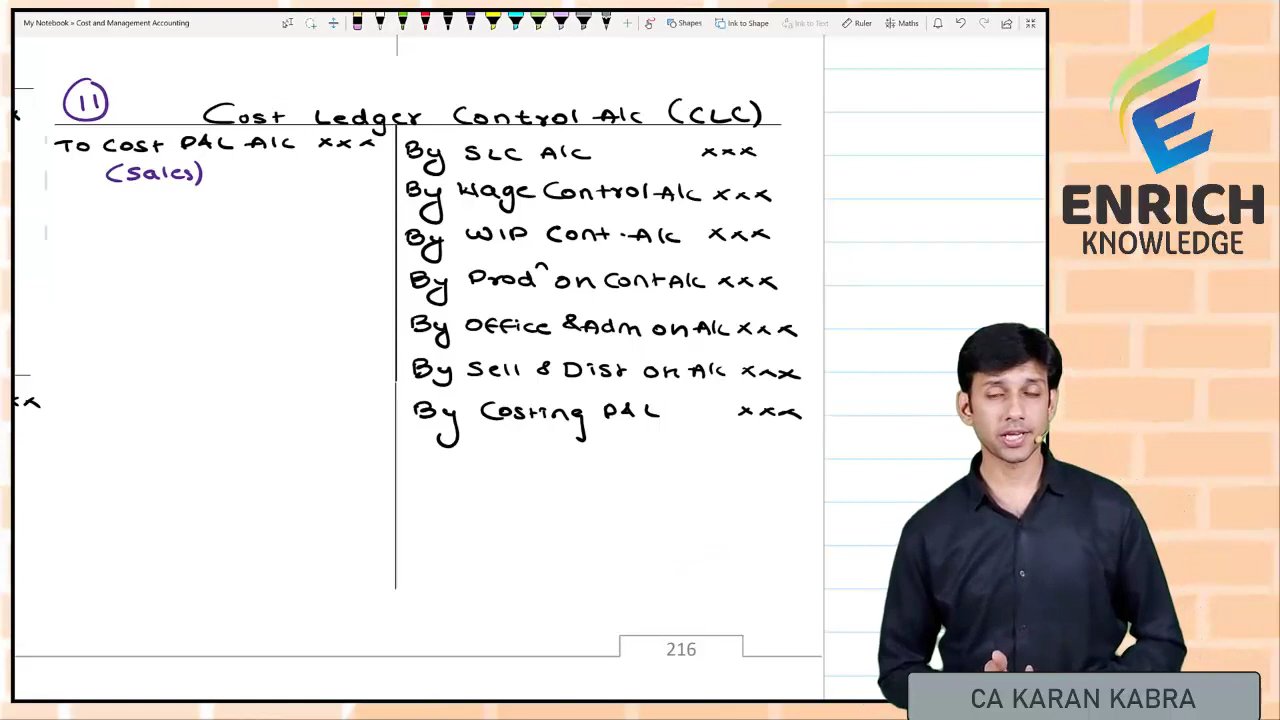 My Notebook » Cost and Management Accounting
Shapes
Ink to Shape
Ink to Text
Ruler
Maths
11
Cost Ledger Control A/c (CLC)
To Cost P&L A/c xxx
(Sales)
By SLC A/c xxx
By Wage Control A/c xxx
By WIP Cont. A/c xxx
By Prodn OH Cont A/c xxx
By Office & Adm OH A/c xxx
By Sell & Dist OH A/c xxx
By Costing P&L xxx
xx
216
ENRICH
KNOWLEDGE
CA KARAN KABRA